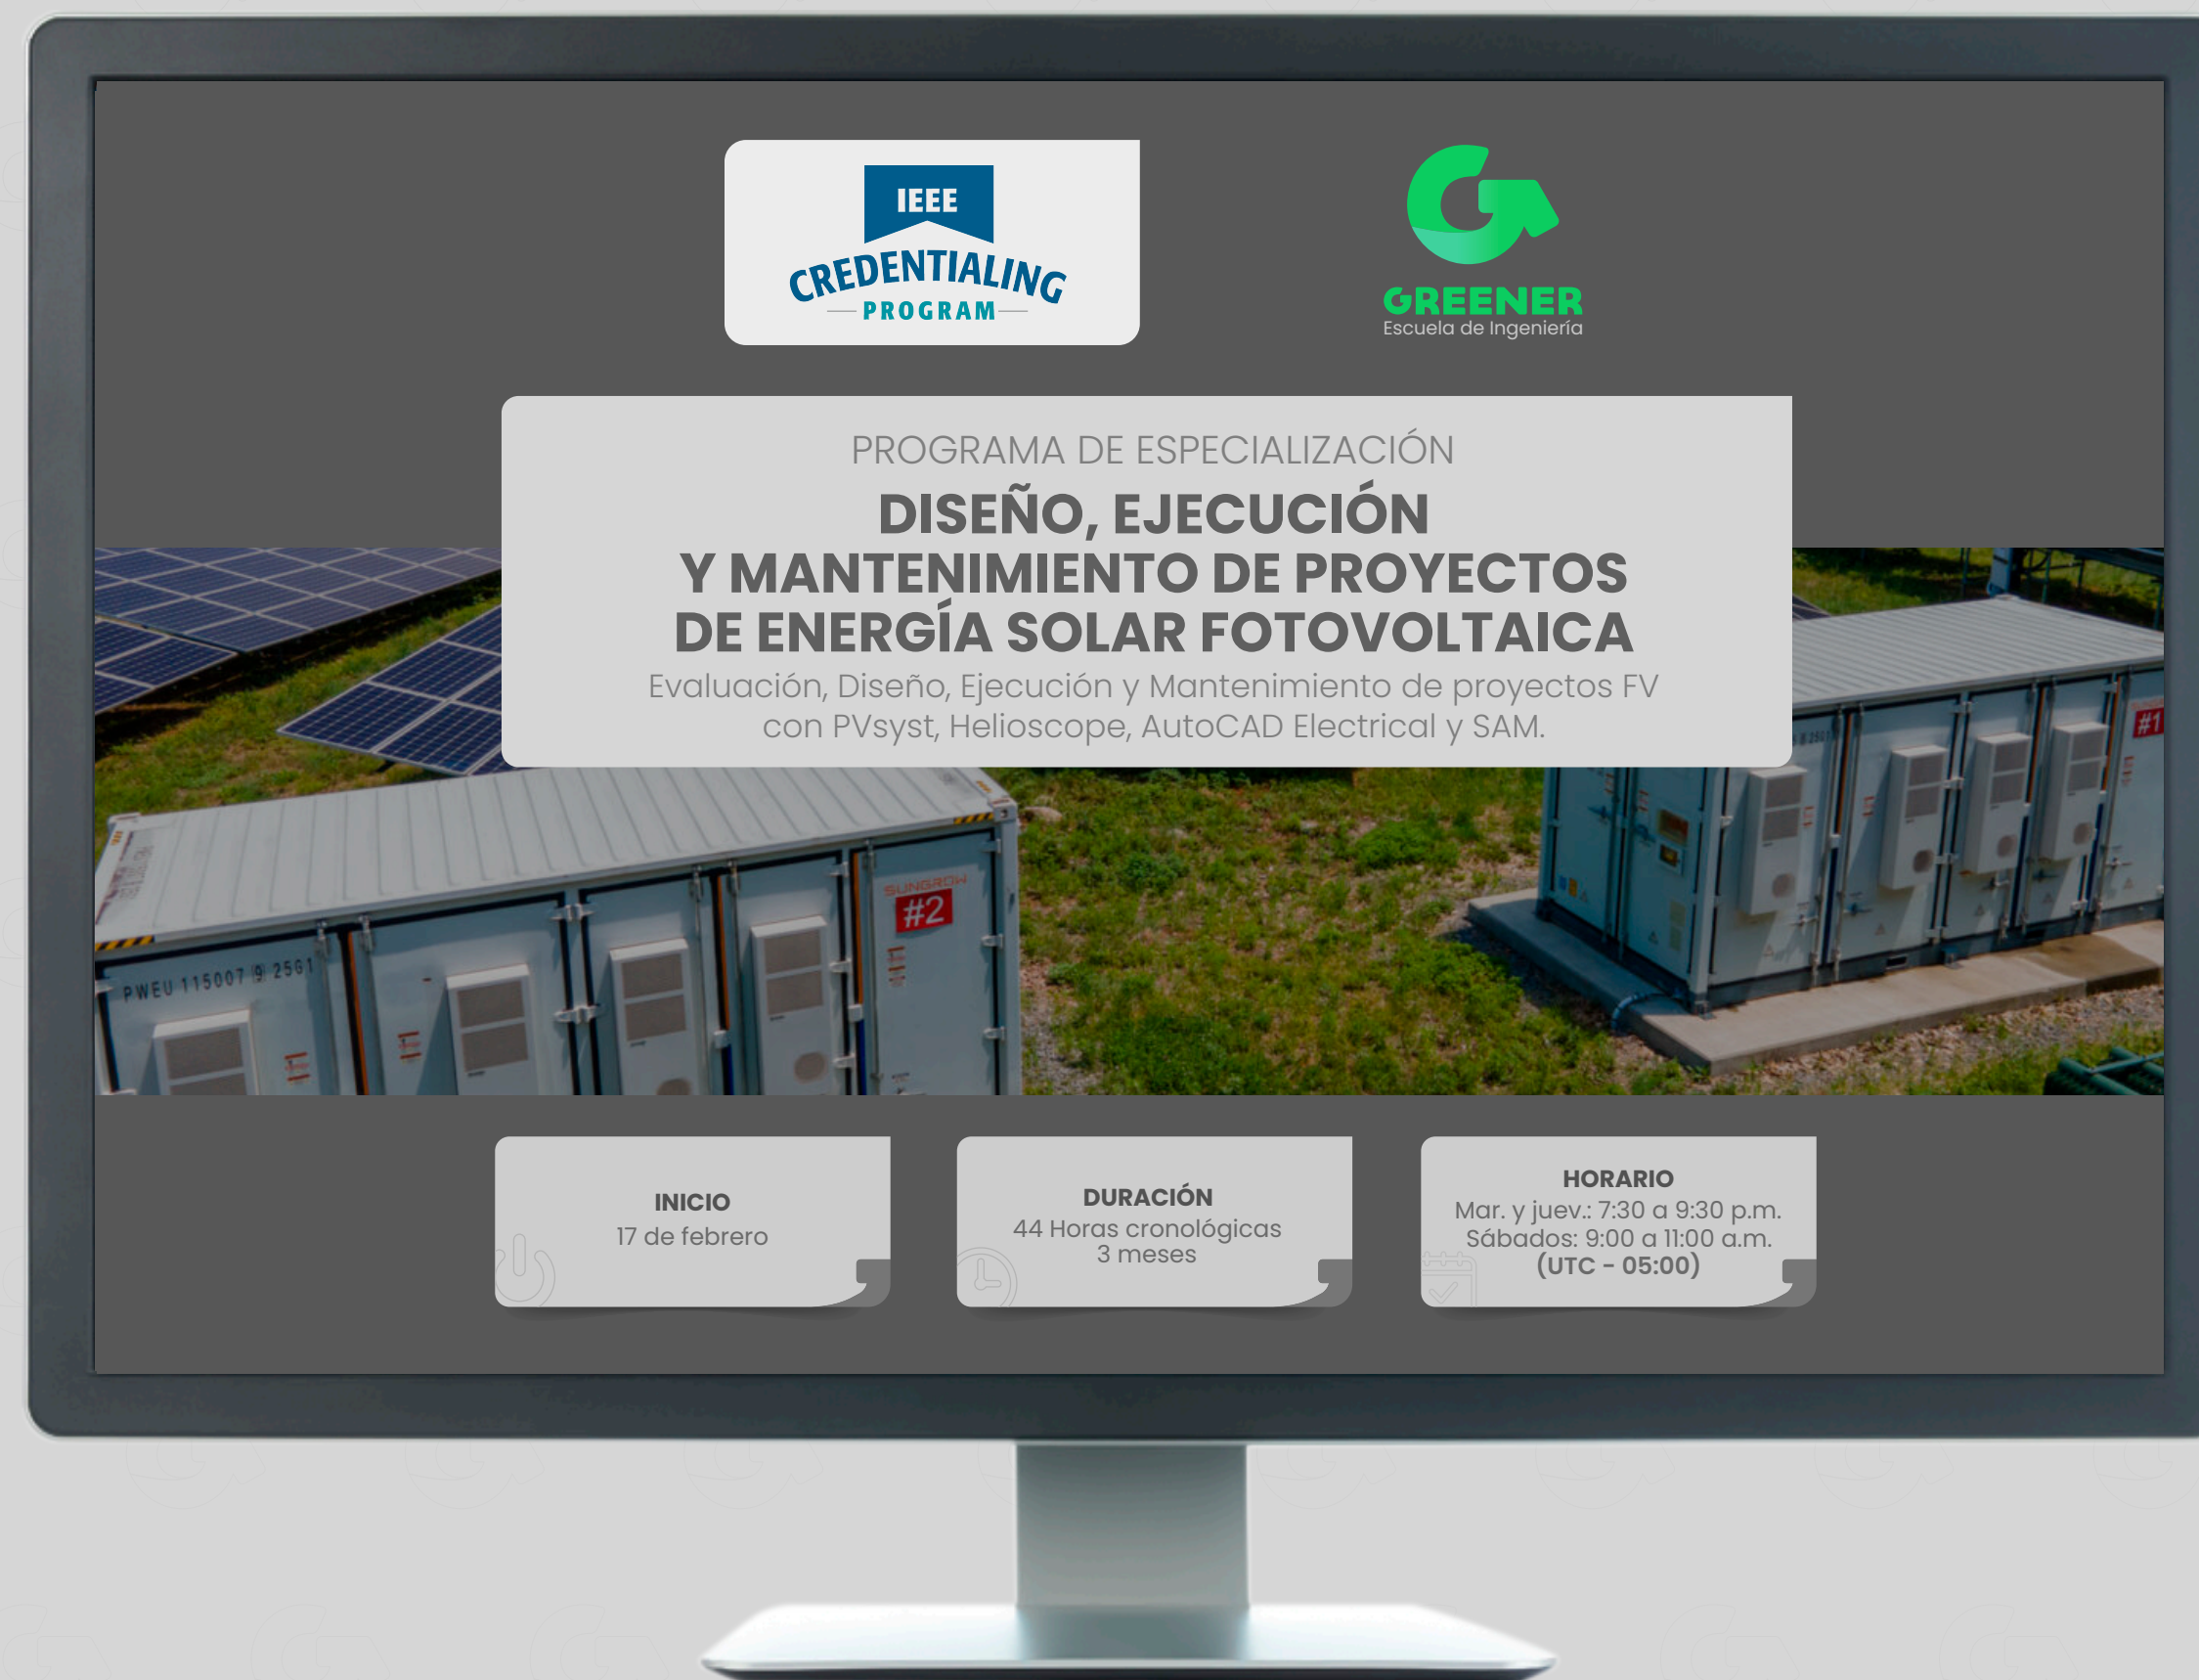 IEEE
CREDENTIALING
PROGRAM
GREENER
Escuela de Ingeniería
PROGRAMA DE ESPECIALIZACIÓN
DISEÑO, EJECUCIÓN
Y MANTENIMIENTO DE PROYECTOS
DE ENERGÍA SOLAR FOTOVOLTAICA
Evaluación, Diseño, Ejecución y Mantenimiento de proyectos FV
con PVsyst, Helioscope, AutoCAD Electrical y SAM.
#1
SUNGROW
#2
PWEU 115007 9 25G1
INICIO
17 de febrero
DURACIÓN
44 Horas cronológicas
3 meses
HORARIO
Mar. y juev.: 7:30 a 9:30 p.m.
Sábados: 9:00 a 11:00 a.m.
(UTC - 05:00)